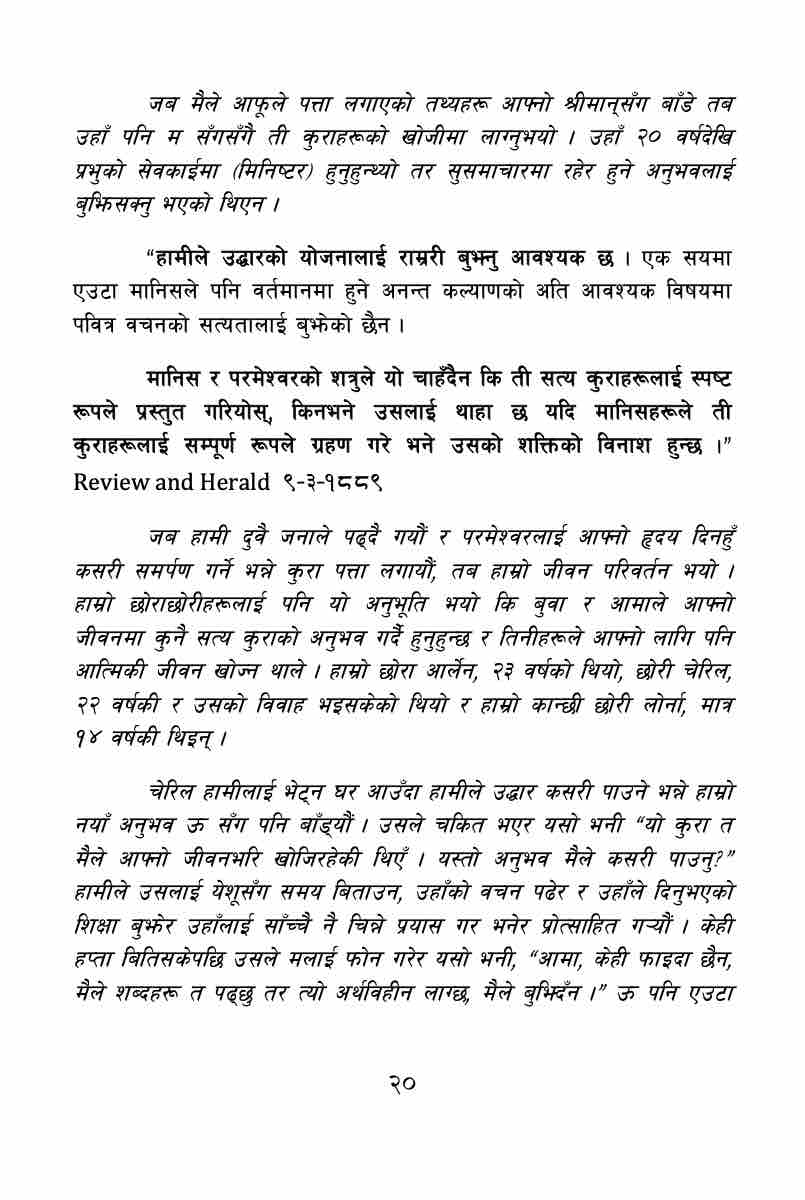 जब मैले आफूले पत्ता लगाएको तथ्यहरू आफ्नो श्रीमान्‌सँग बाँडे तब
उहाँ पनि म सँगसँगै ती कुराहरूको खोजीमा लाग्नुभयो । उहाँ २० वर्षदेखि
प्रभुको सेवकाईमा (मिनिष्टर) हुनुहुन्थ्यो तर सुसमाचारमा रहेर हुने अनुभवलाई
बुझिसक्नु भएको थिएन ।
“हामीले उद्धारको योजनालाई राम्ररी बुझ्नु आवश्यक छ । एक सयमा
एउटा मानिसले पनि वर्तमानमा हुने अनन्त कल्याणको अति आवश्यक विषयमा
पवित्र वचनको सत्यतालाई बुझेको छैन ।
मानिस र परमेश्वरको शत्रुले यो चाहँदैन कि ती सत्य कुराहरूलाई स्पष्ट
रूपले प्रस्तुत गरियोस्, किनभने उसलाई थाहा छ यदि मानिसहरूले ती
कुराहरूलाई सम्पूर्ण रूपले ग्रहण गरे भने उसको शक्तिको विनाश हुन्छ ।”
Review and Herald ९-३-१८८९
जब हामी दुवै जनाले पढ्दै गयौं र परमेश्वरलाई आफ्नो हृदय दिनहुँ
कसरी समर्पण गर्ने भन्ने कुरा पत्ता लगायौं, तब हाम्रो जीवन परिवर्तन भयो ।
हाम्रो छोराछोरीहरूलाई पनि यो अनुभूति भयो कि बुवा र आमाले आफ्नो
जीवनमा कुनै सत्य कुराको अनुभव गर्दै हुनुहुन्छ र तिनीहरूले आफ्नो लागि पनि
आत्मिकी जीवन खोज्न थाले । हाम्रो छोरा आर्लेन, २३ वर्षको थियो, छोरी चेरिल,
२२ वर्षकी र उसको विवाह भइसकेको थियो र हाम्रो कान्छी छोरी लोर्ना, मात्र
१४ वर्षकी थिइन् ।
चेरिल हामीलाई भेट्न घर आउँदा हामीले उद्धार कसरी पाउने भन्ने हाम्रो
नयाँ अनुभव ऊ सँग पनि बाँड्यौं । उसले चकित भएर यसो भनी “यो कुरा त
मैले आफ्नो जीवनभरि खोजिरहेकी थिएँ । यस्तो अनुभव मैले कसरी पाउनु?”
हामीले उसलाई येशूसँग समय बिताउन, उहाँको वचन पढेर र उहाँले दिनुभएको
शिक्षा बुझेर उहाँलाई साँच्चै नै चिन्ने प्रयास गर भनेर प्रोत्साहित गऱ्यौं । केही
हप्ता बितिसकेपछि उसले मलाई फोन गरेर यसो भनी, “आमा, केही फाइदा छैन,
मैले शब्दहरू त पढ्छु तर त्यो अर्थविहीन लाग्छ, मैले बुझ्दिँन ।” ऊ पनि एउटा
२०